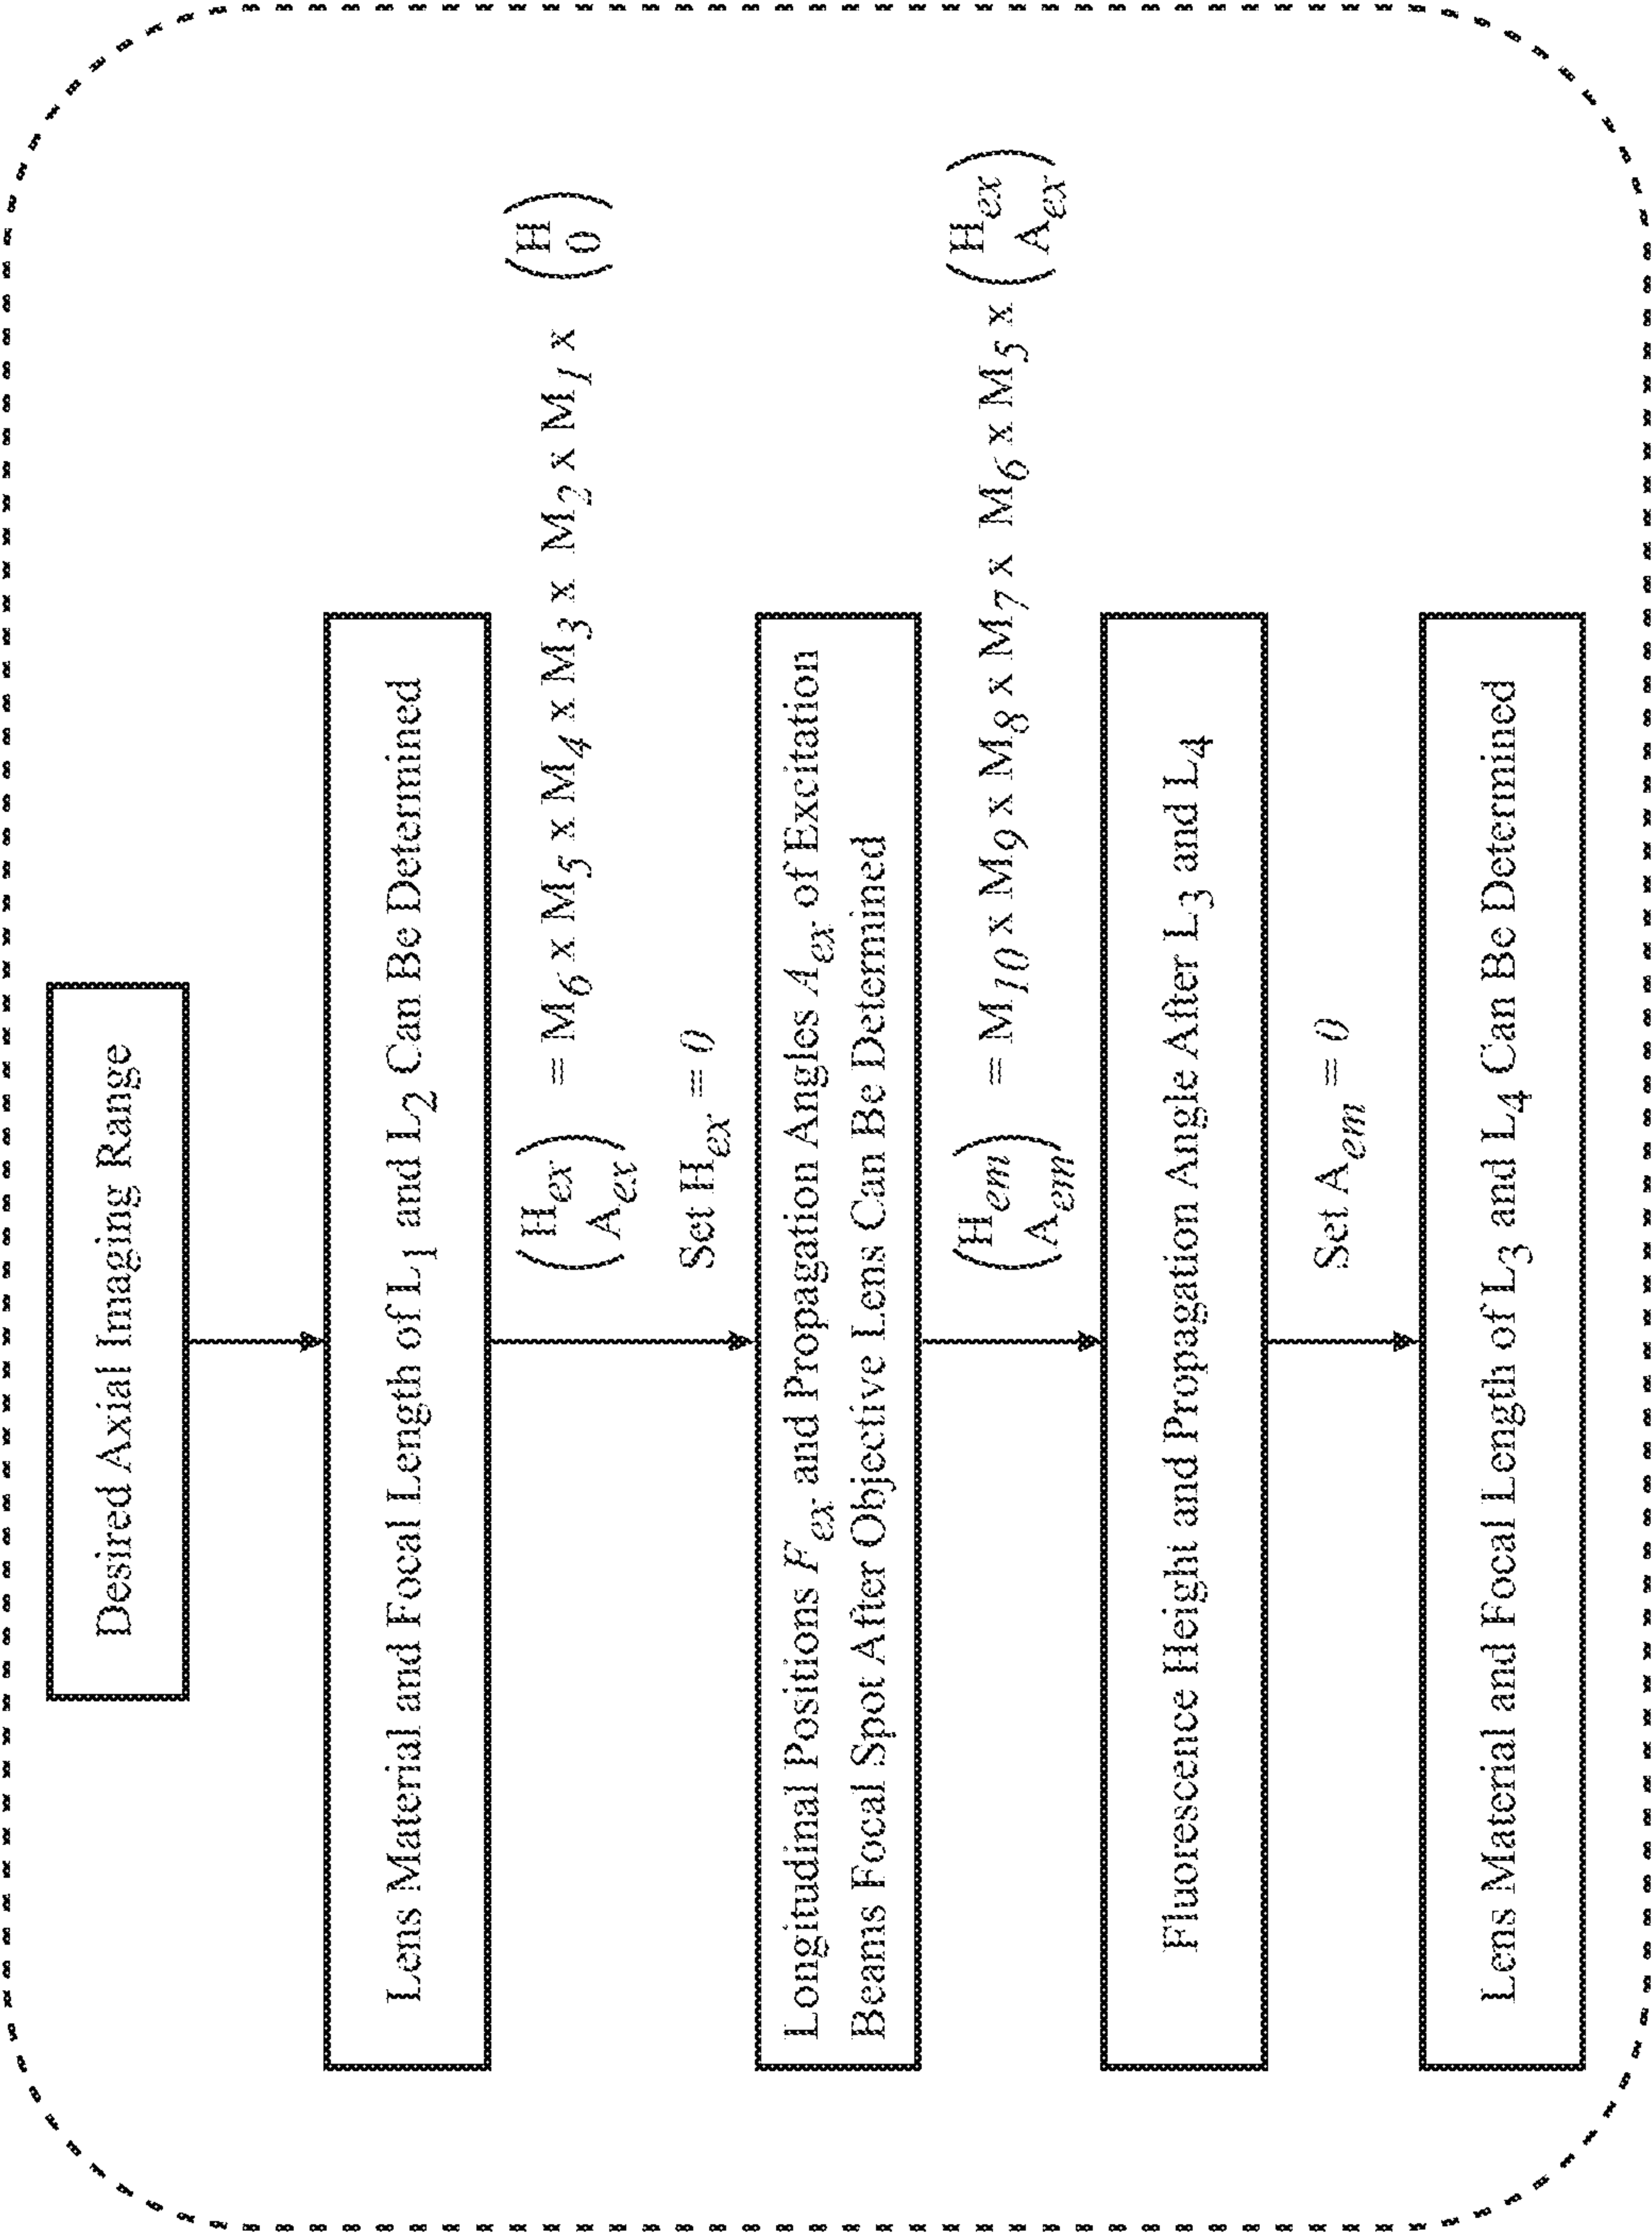 Desired Axial Imaging Range
Lens Material and Focal Length of L1 and L2 Can Be Determined
(Hex Aex) = M6 x M5 x M4 x M3 x M2 x M1 x (H 0)
Set Hex = 0
Longitudinal Positions Fex and Propagation Angles Aex of Excitation
Beams Focal Spot After Objective Lens Can Be Determined
(Hem Aem) = M10 x M9 x M8 x M7 x M6 x M5 x (Hex Aex)
Fluorescence Height and Propagation Angle After L3 and L4
Set Aem = 0
Lens Material and Focal Length of L3 and L4 Can Be Determined